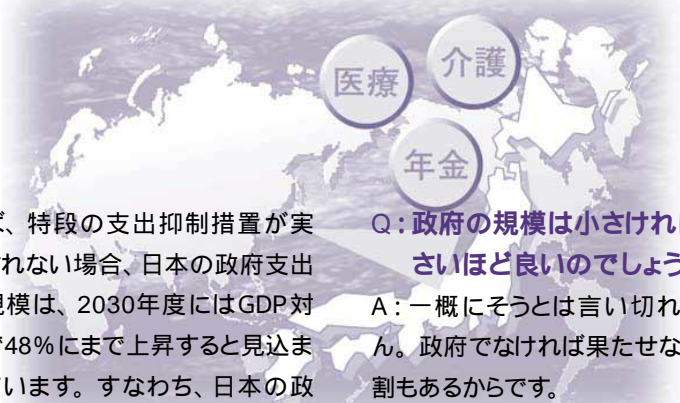 医療
介護
年金
ば、特段の支出抑制措置が実
れない場合、日本の政府支出
規模は、2030年度にはGDP対
で48%にまで上昇すると見込ま
ています。すなわち、日本の政
Q:政府の規模は小さければ
さいほど良いのでしょう
A:一概にそうとは言い切れ
ん。政府でなければ果たせな
割もあるからです。